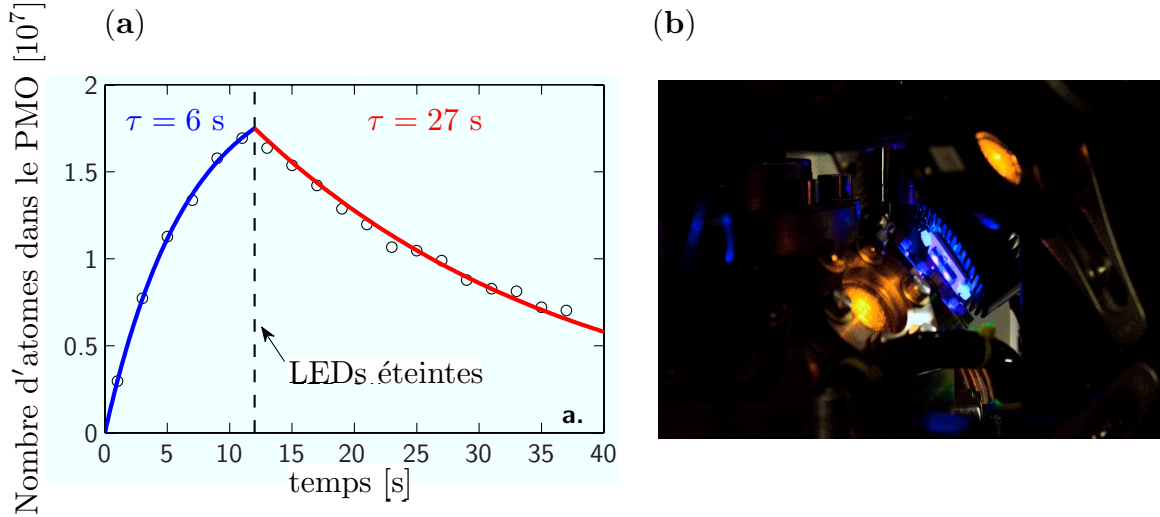 (a)
(b)
Nombre d'atomes dans le PMO [10^7]
2
1.5
1
0.5
0
τ = 6 s
τ = 27 s
LEDs éteintes
a.
0 5 10 15 20 25 30 35 40
temps [s]